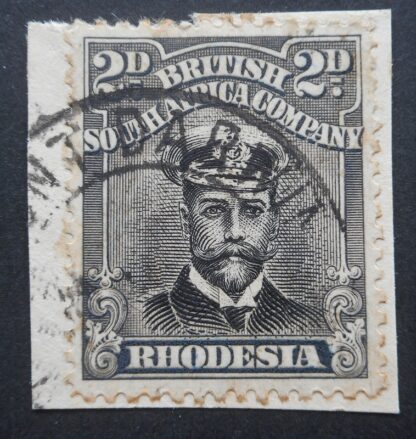 2D BRITISH 2D
SOUTH AFRICA COMPANY
RHODESIA